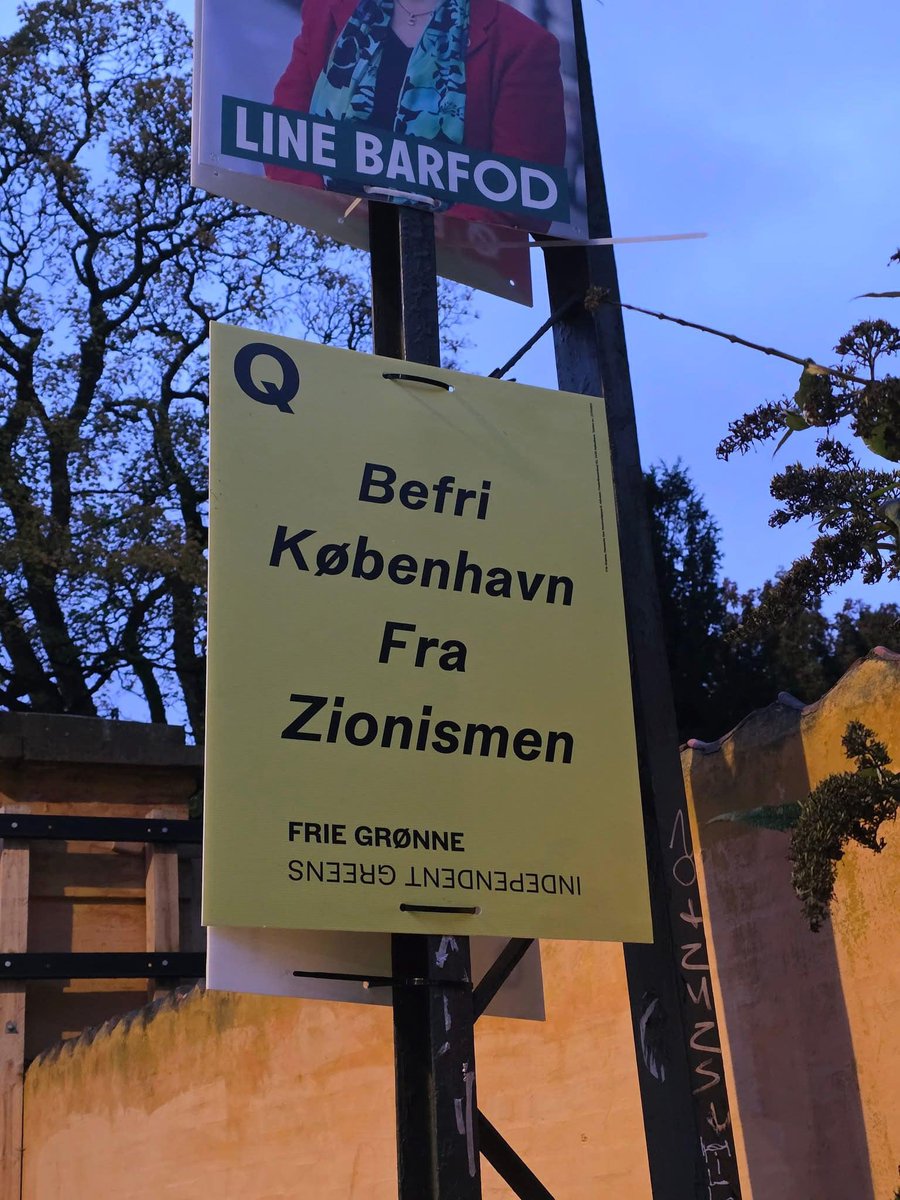 LINE BARFOD
Q
Befri
København
Fra
Zionismen
FRIE GRØNNE
INDEPENDENT GREENS